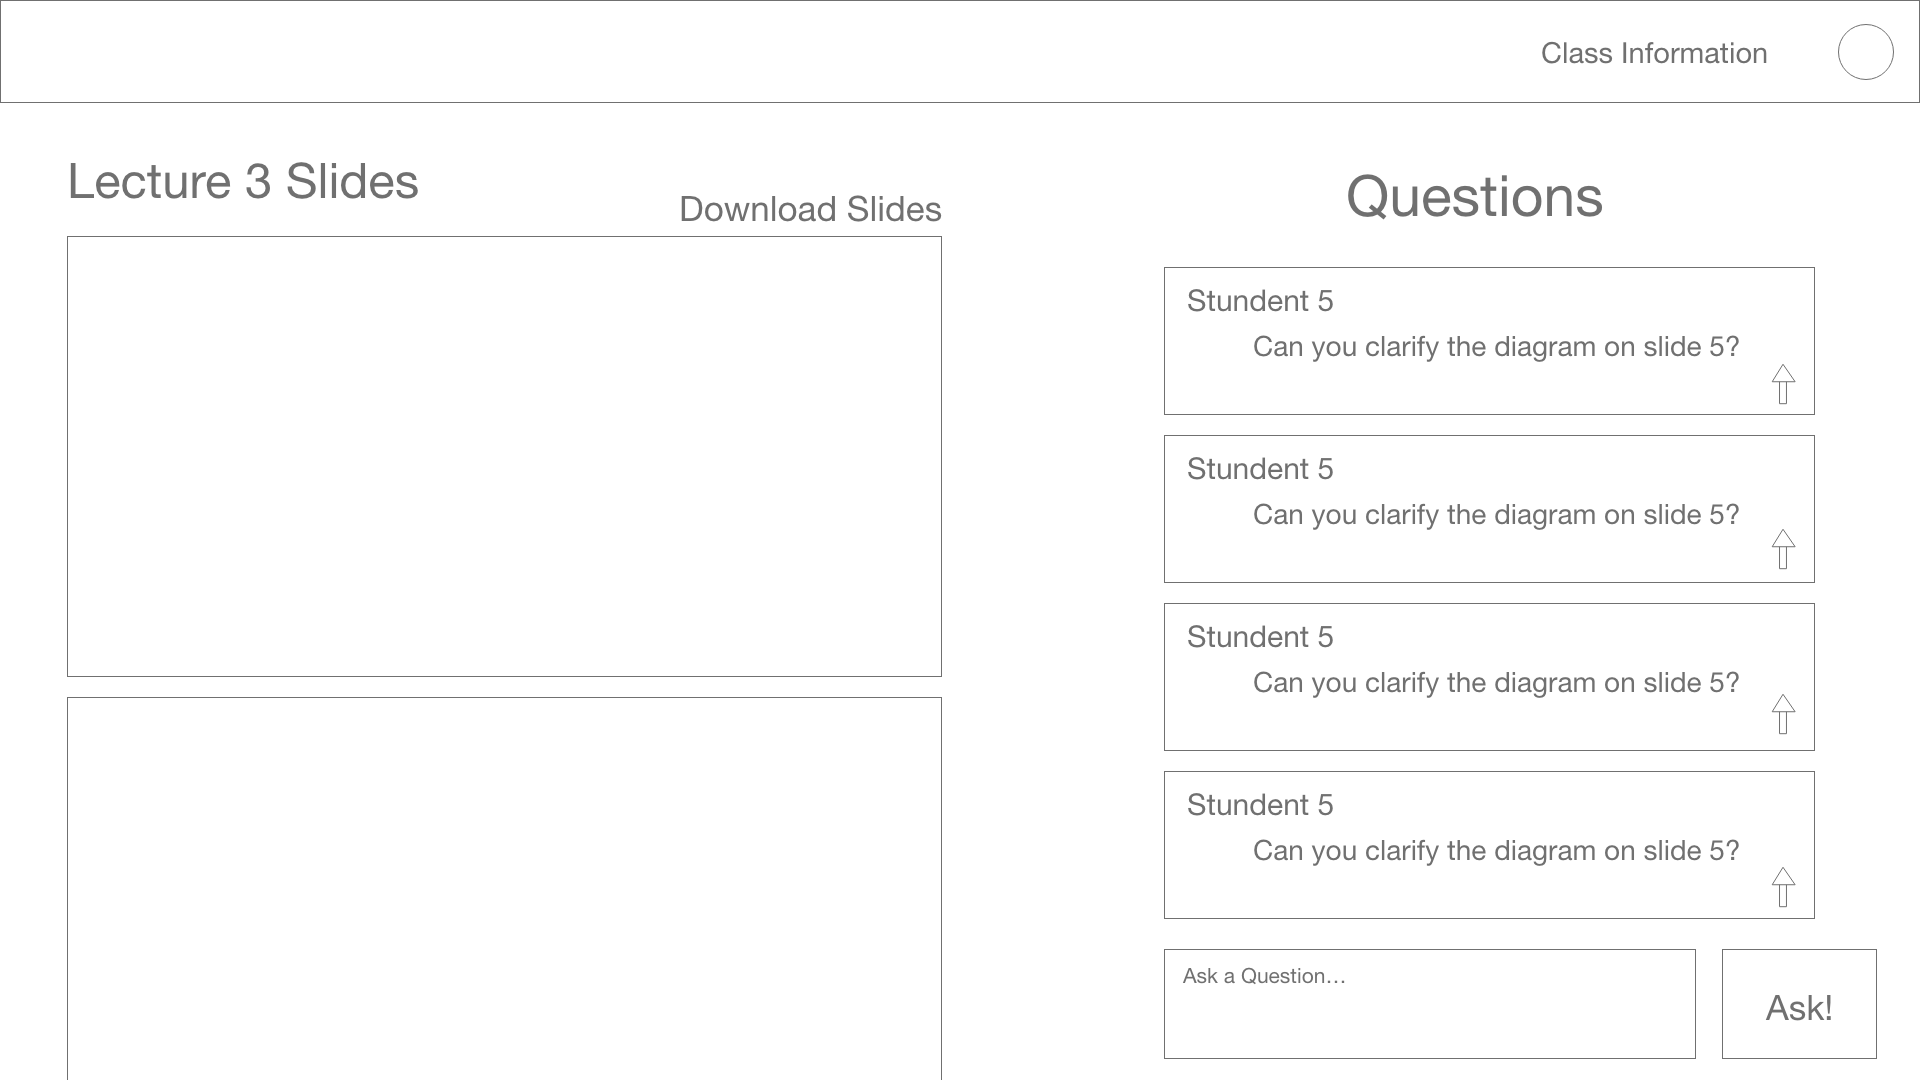 Class Information
Lecture 3 Slides
Download Slides
Questions
Stundent 5
Can you clarify the diagram on slide 5?
Stundent 5
Can you clarify the diagram on slide 5?
Stundent 5
Can you clarify the diagram on slide 5?
Stundent 5
Can you clarify the diagram on slide 5?
Ask a Question…
Ask!